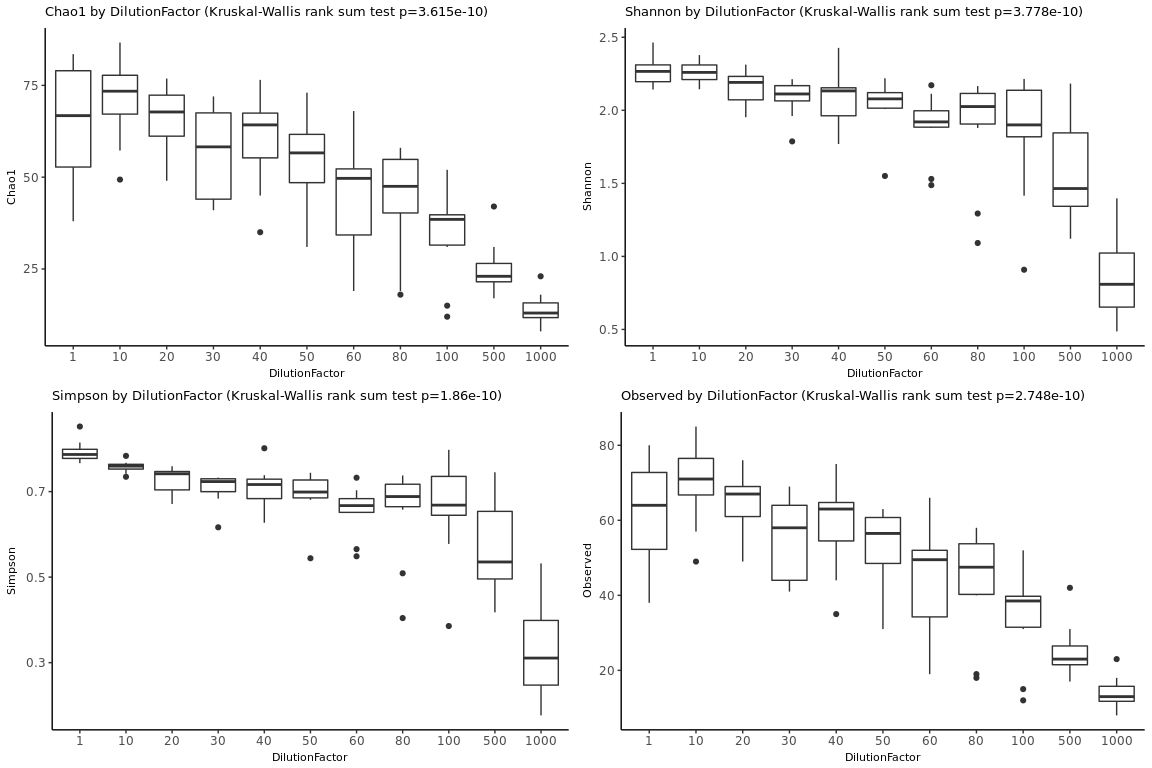 Chao1 by DilutionFactor (Kruskal-Wallis rank sum test p=3.615e-10)
75
50
25
Chao1
1 10 20 30 40 50 60 80 100 500 1000
DilutionFactor
Shannon by DilutionFactor (Kruskal-Wallis rank sum test p=3.778e-10)
2.5
2.0
1.5
1.0
0.5
Shannon
1 10 20 30 40 50 60 80 100 500 1000
DilutionFactor
Simpson by DilutionFactor (Kruskal-Wallis rank sum test p=1.86e-10)
0.7
0.5
0.3
Simpson
1 10 20 30 40 50 60 80 100 500 1000
DilutionFactor
Observed by DilutionFactor (Kruskal-Wallis rank sum test p=2.748e-10)
80
60
40
20
Observed
1 10 20 30 40 50 60 80 100 500 1000
DilutionFactor